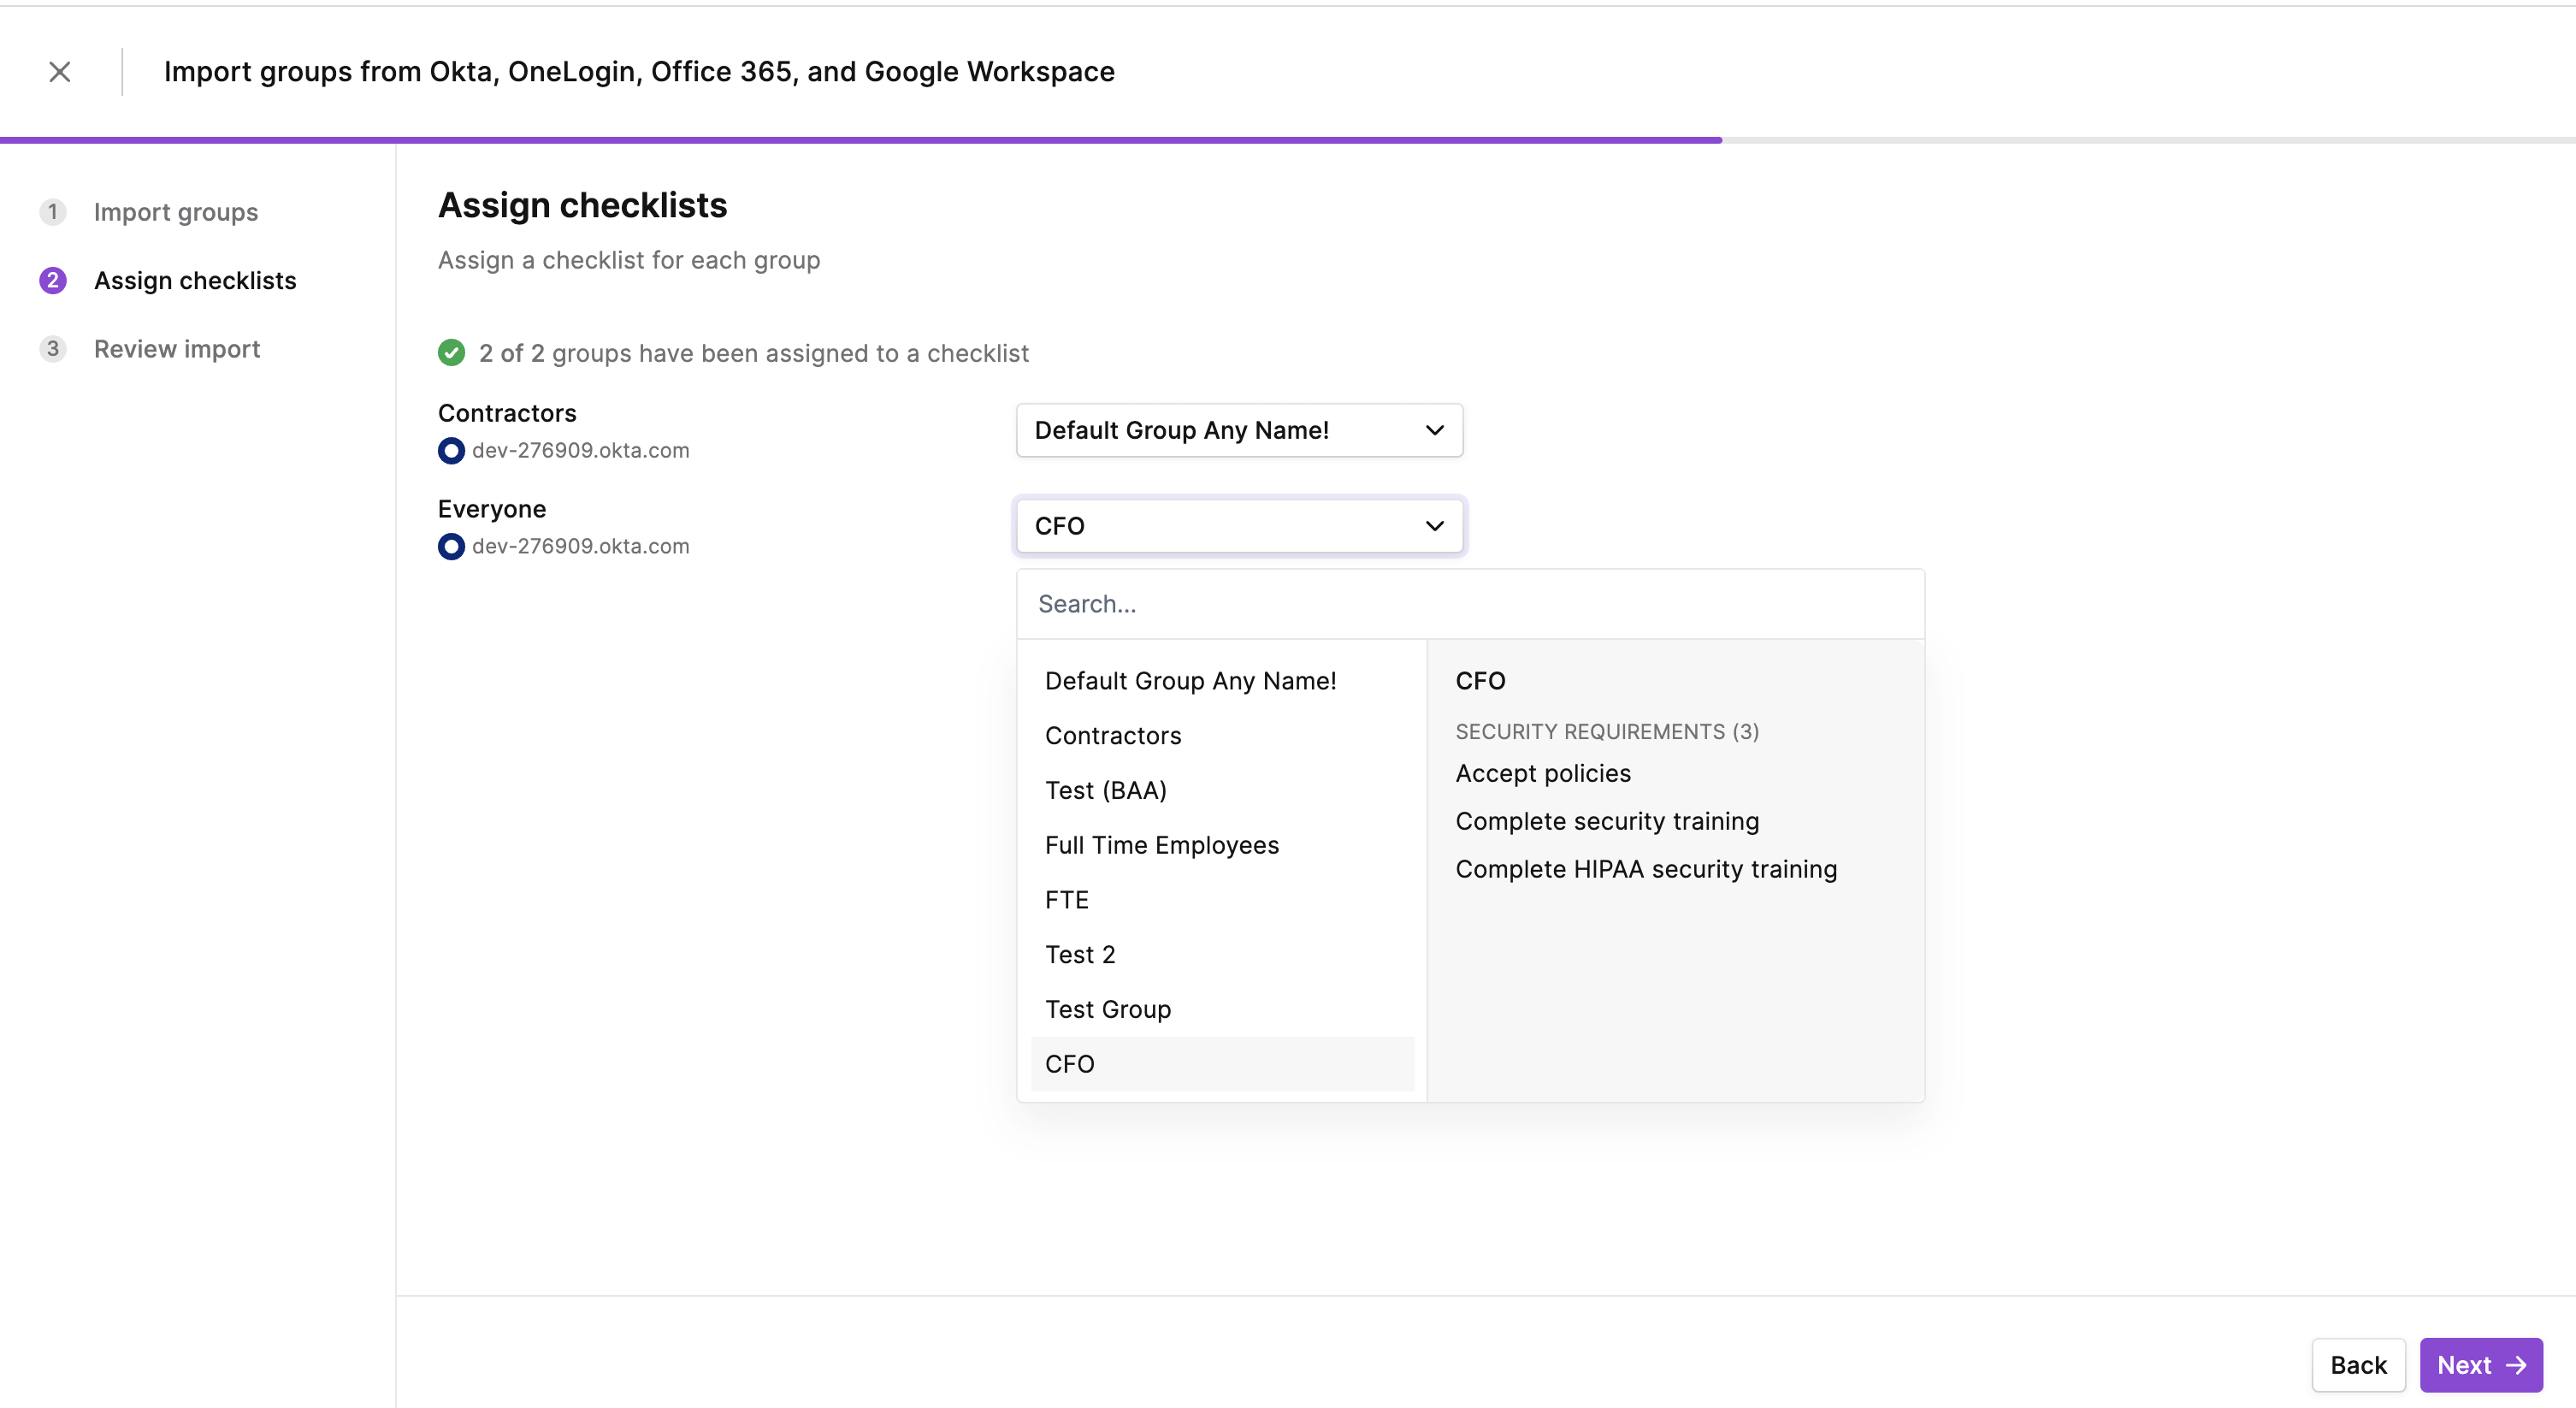 Import groups from Okta, OneLogin, Office 365, and Google Workspace
1 Import groups
2 Assign checklists
3 Review import
Assign checklists
Assign a checklist for each group
2 of 2 groups have been assigned to a checklist
Contractors
dev-276909.okta.com
Default Group Any Name!
Everyone
dev-276909.okta.com
CFO
Search...
Default Group Any Name!
Contractors
Test (BAA)
Full Time Employees
FTE
Test 2
Test Group
CFO
CFO
SECURITY REQUIREMENTS (3)
Accept policies
Complete security training
Complete HIPAA security training
Back
Next